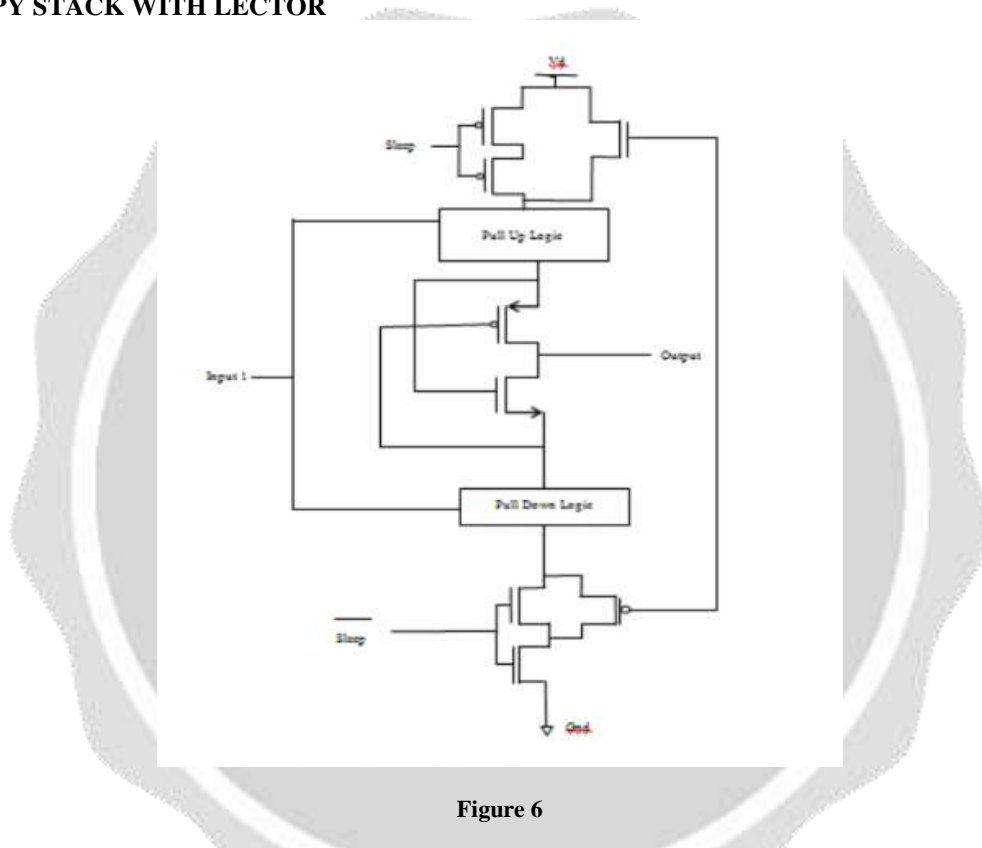 PY STACK WITH LECTOR
Vd
Sleep
Pull Up Logic
Output
Input 1
Pull Down Logic
Sleep
Gnd
Figure 6